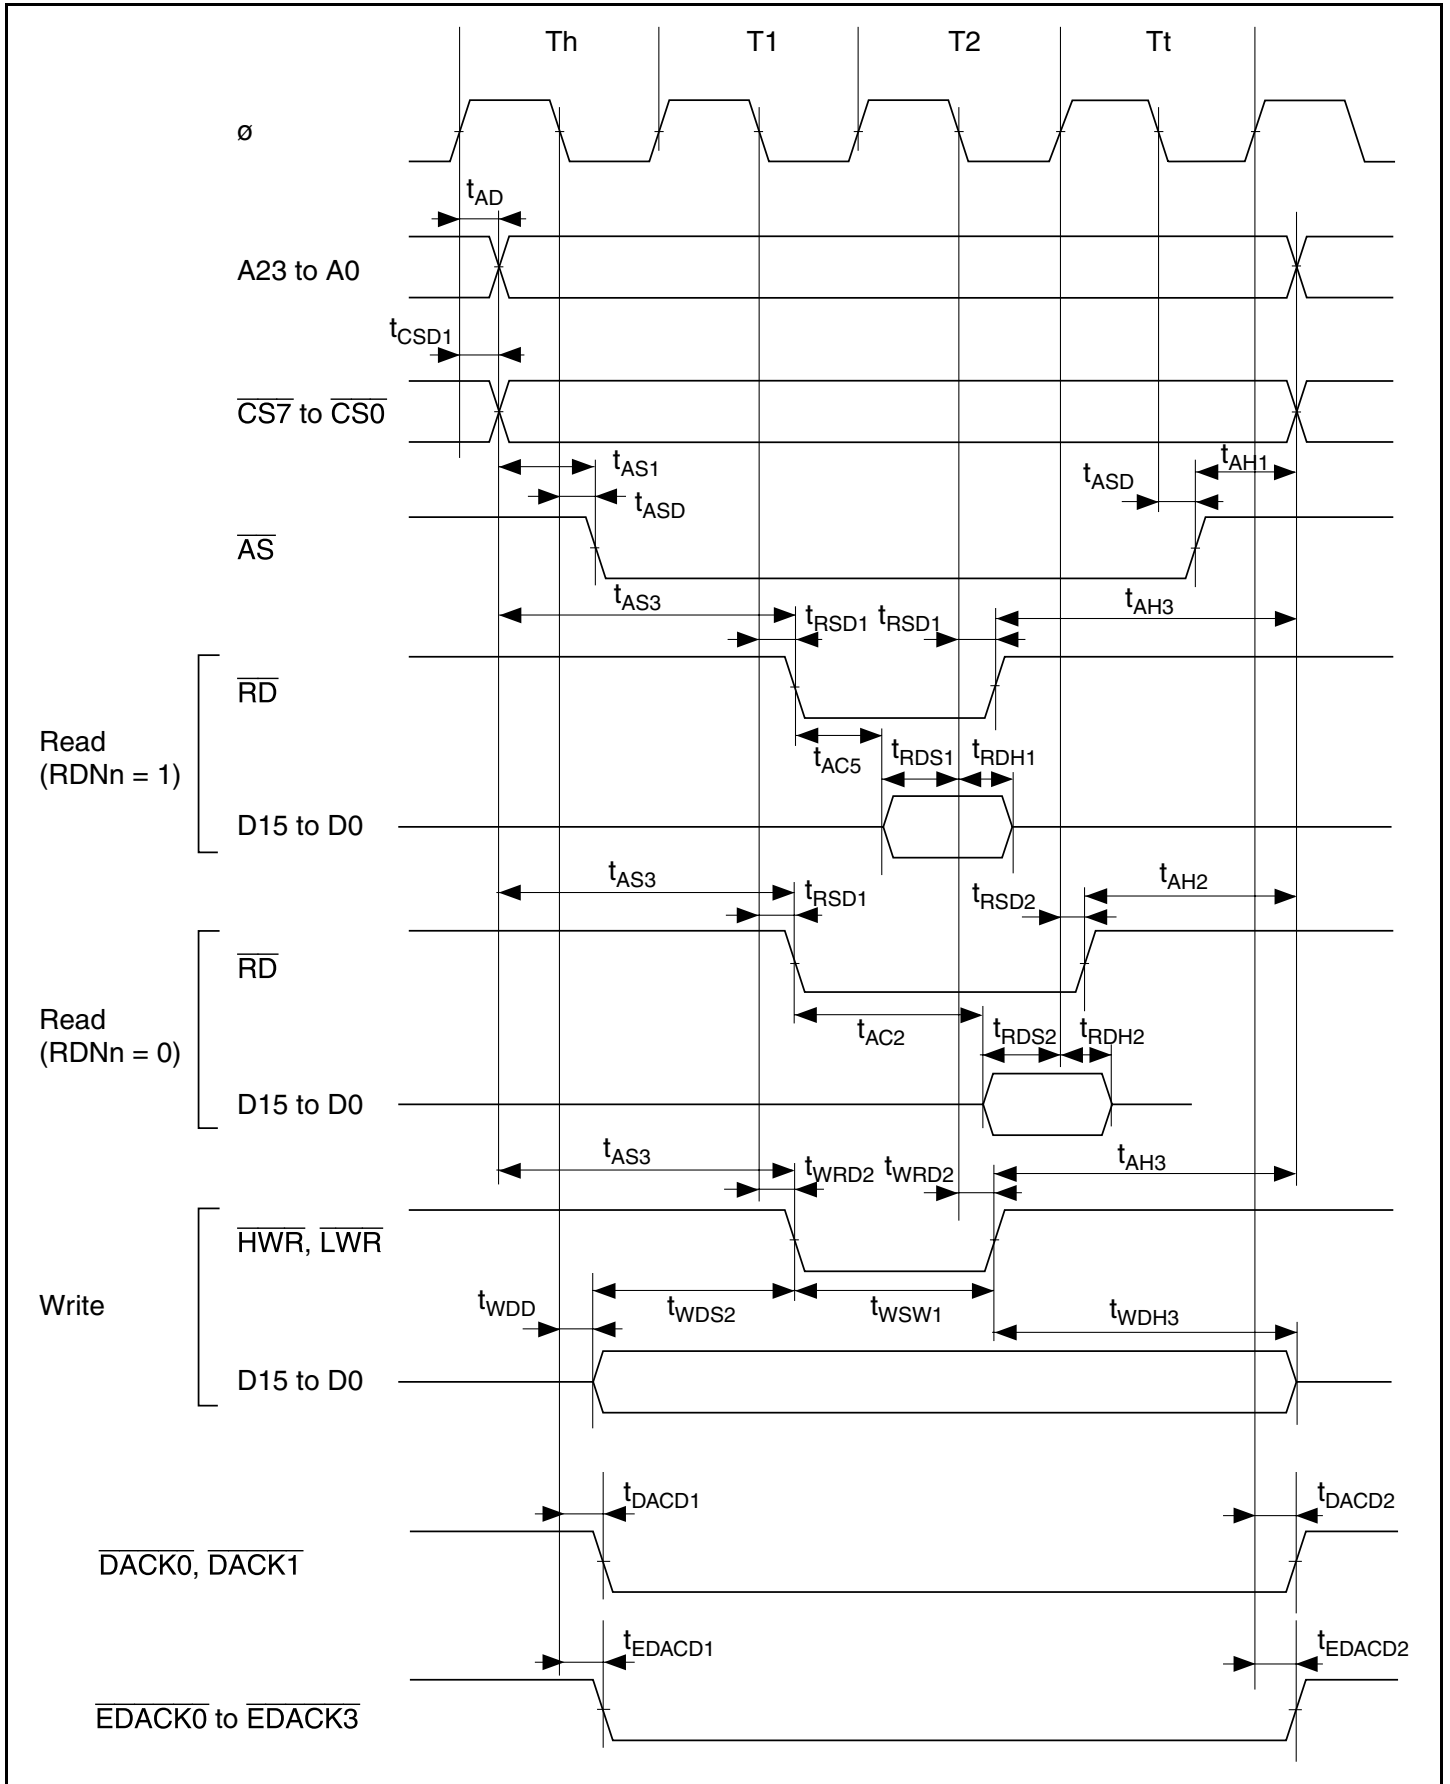 Th T1 T2 Tt
ø
tAD
A23 to A0
tCSD1
CS7 to CS0
tAS1 tAH1
tASD tASD
AS
tAS3 tRSD1 tRSD1 tAH3
RD
Read
(RDNn = 1)
tAC5 tRDS1 tRDH1
D15 to D0
tAS3 tRSD1 tRSD2 tAH2
RD
Read
(RDNn = 0)
tAC2 tRDS2 tRDH2
D15 to D0
tAS3 tWRD2 tWRD2 tAH3
HWR, LWR
Write
tWDD tWDS2 tWSW1 tWDH3
D15 to D0
tDACD1 tDACD2
DACK0, DACK1
tEDACD1 tEDACD2
EDACK0 to EDACK3